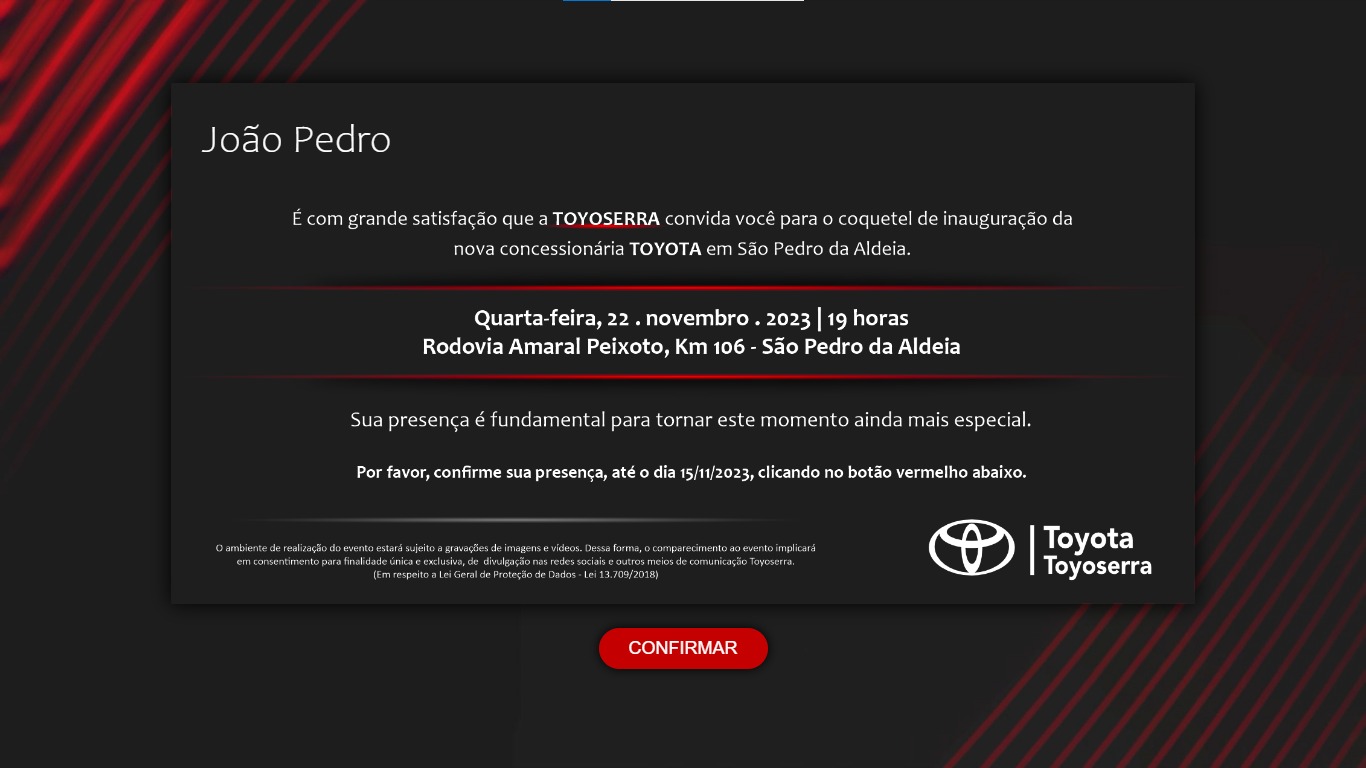 João Pedro
É com grande satisfação que a TOYOSERRA convida você para o coquetel de inauguração da
nova concessionária TOYOTA em São Pedro da Aldeia.
Quarta-feira, 22 . novembro . 2023 | 19 horas
Rodovia Amaral Peixoto, Km 106 - São Pedro da Aldeia
Sua presença é fundamental para tornar este momento ainda mais especial.
Por favor, confirme sua presença, até o dia 15/11/2023, clicando no botão vermelho abaixo.
O ambiente de realização do evento estará sujeito a gravações de imagens e vídeos. Dessa forma, o comparecimento ao evento implicará
em consentimento para finalidade única e exclusiva, de divulgação nas redes sociais e outros meios de comunicação Toyoserra.
(Em respeito a Lei Geral de Proteção de Dados - Lei 13.709/2018)
Toyota
Toyoserra
CONFIRMAR